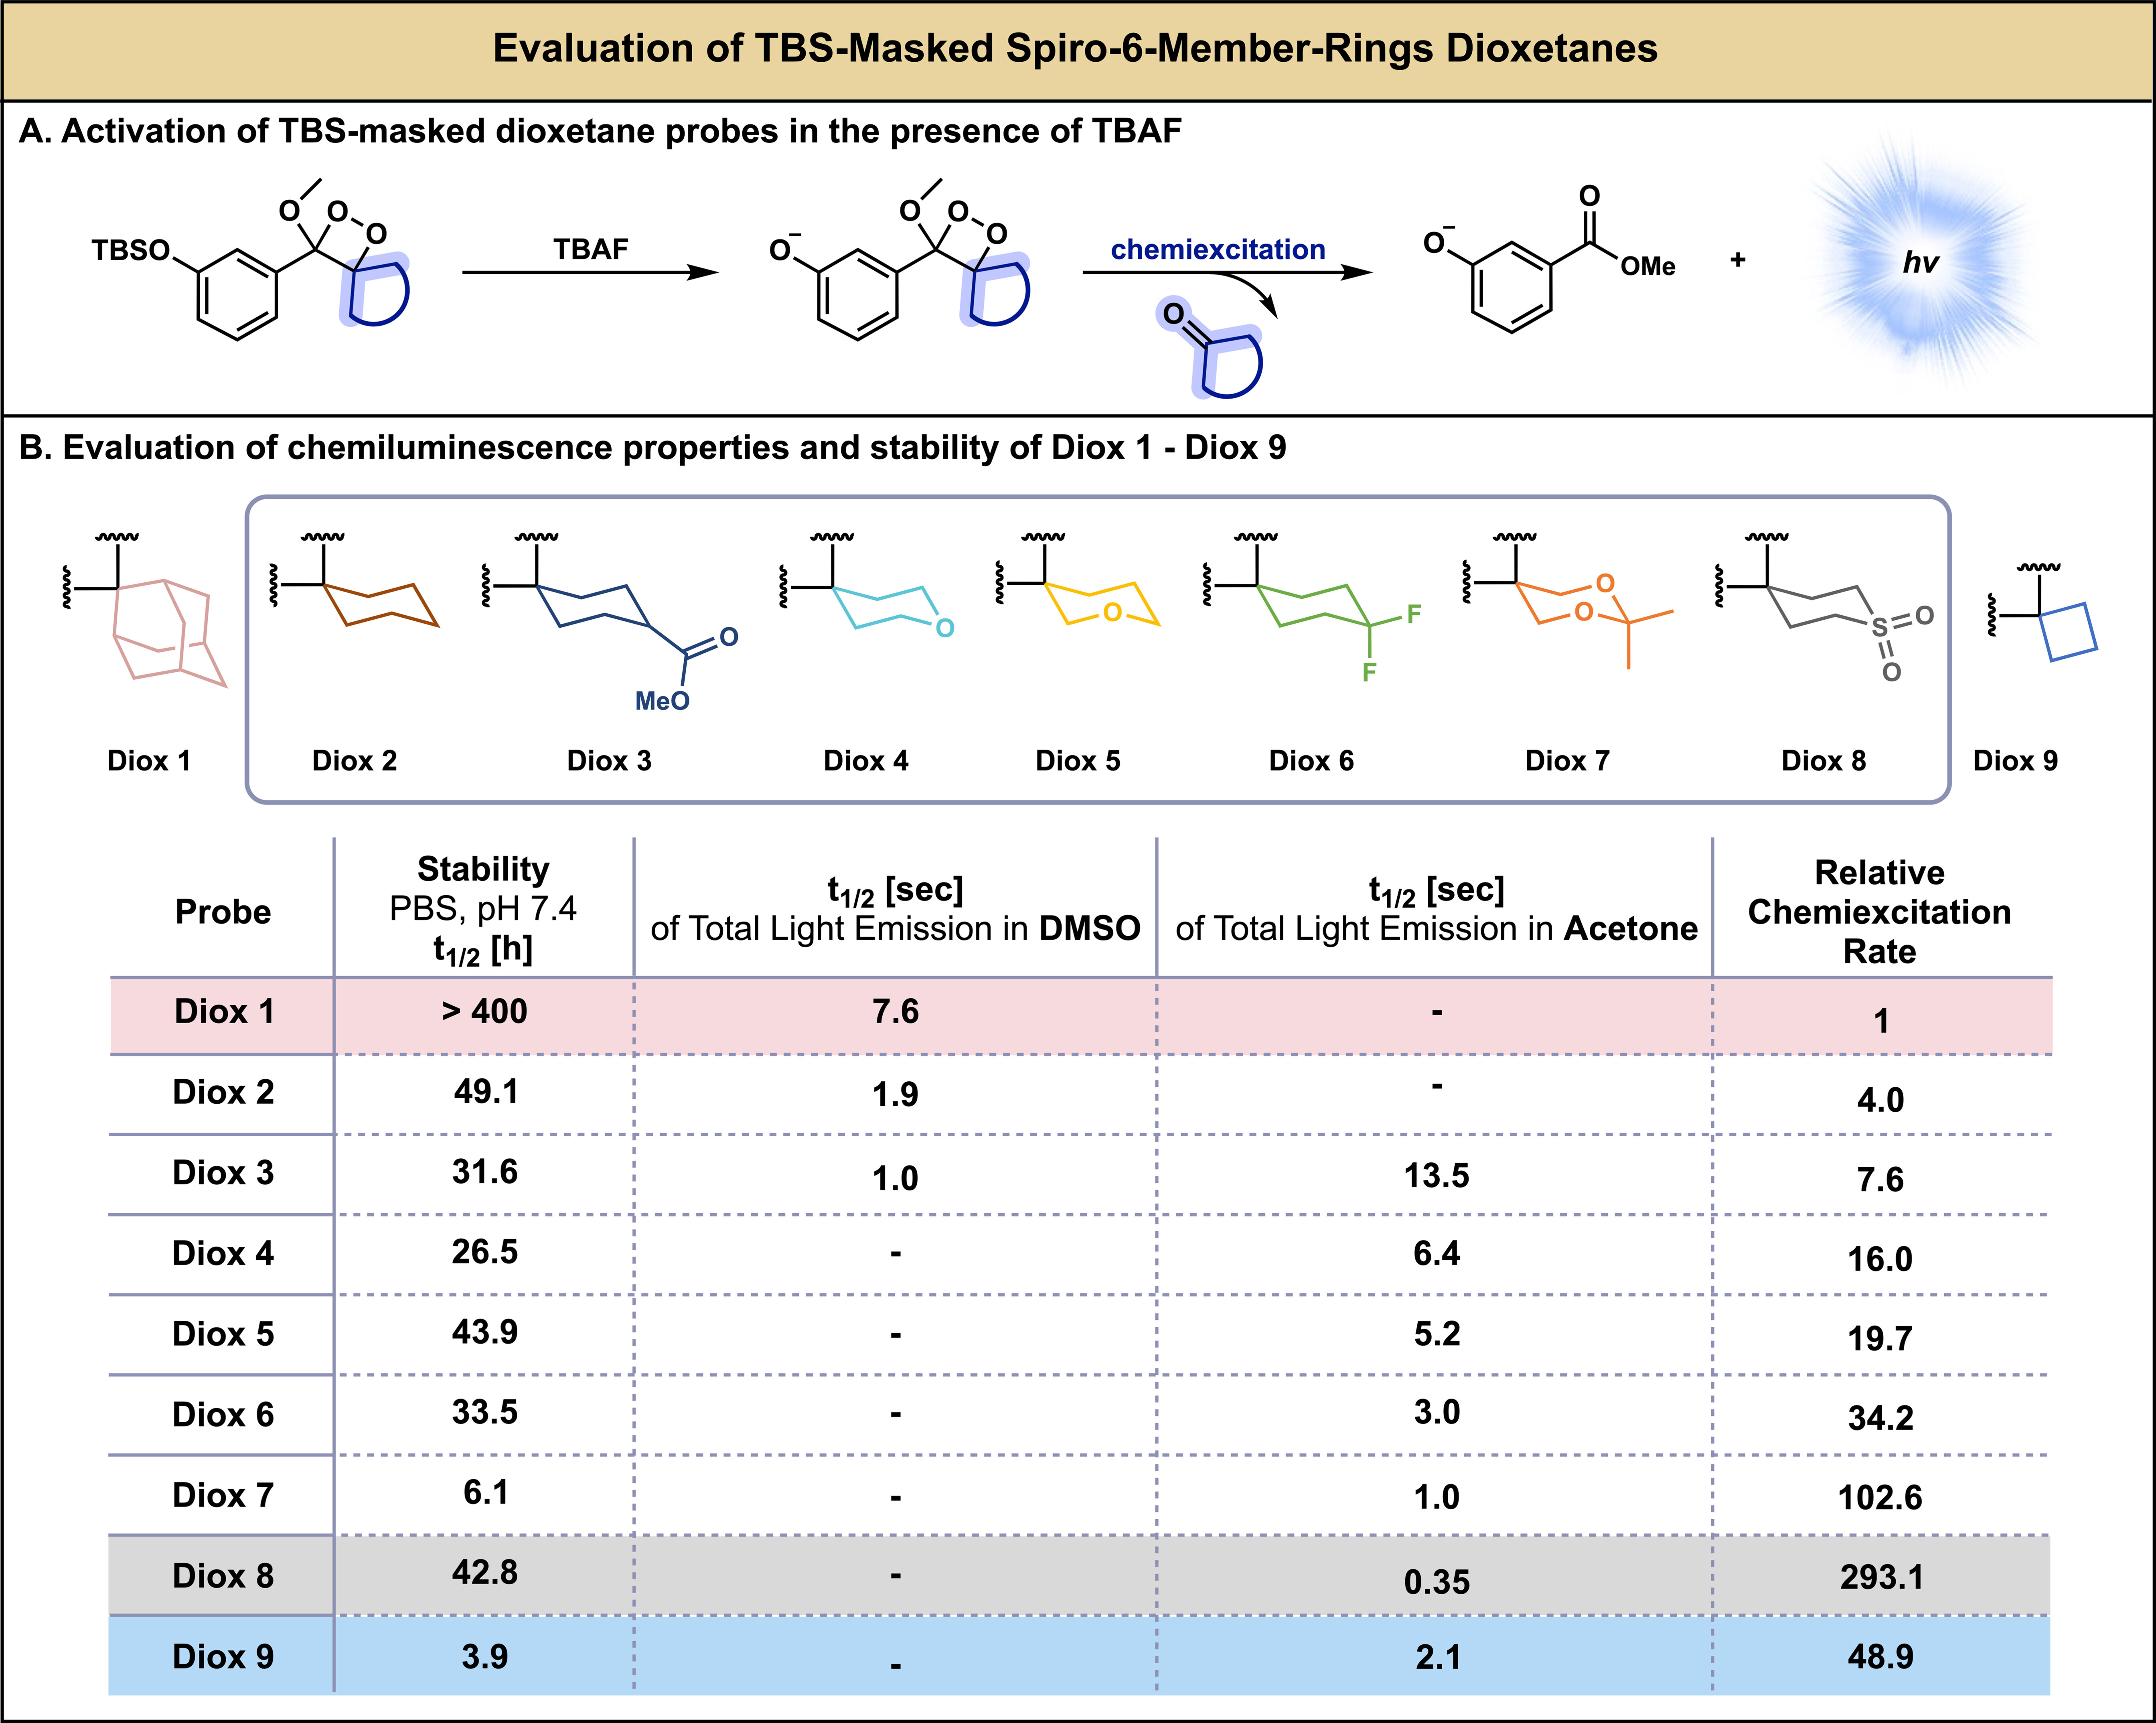 Evaluation of TBS-Masked Spiro-6-Member-Rings Dioxetanes
A. Activation of TBS-masked dioxetane probes in the presence of TBAF
TBSO
O
O
O
TBAF
O⁻
O
O
O
chemiexcitation
O
O⁻
O
OMe
+
hv
B. Evaluation of chemiluminescence properties and stability of Diox 1 - Diox 9
O
MeO
O
O
F
F
O
O
S
O
O
Diox 1 Diox 2 Diox 3 Diox 4 Diox 5 Diox 6 Diox 7 Diox 8 Diox 9
Probe
Stability
PBS, pH 7.4
t1/2 [h]
t1/2 [sec]
of Total Light Emission in DMSO
t1/2 [sec]
of Total Light Emission in Acetone
Relative
Chemiexcitation
Rate
Diox 1 > 400 7.6 - 1
Diox 2 49.1 1.9 - 4.0
Diox 3 31.6 1.0 13.5 7.6
Diox 4 26.5 - 6.4 16.0
Diox 5 43.9 - 5.2 19.7
Diox 6 33.5 - 3.0 34.2
Diox 7 6.1 - 1.0 102.6
Diox 8 42.8 - 0.35 293.1
Diox 9 3.9 - 2.1 48.9